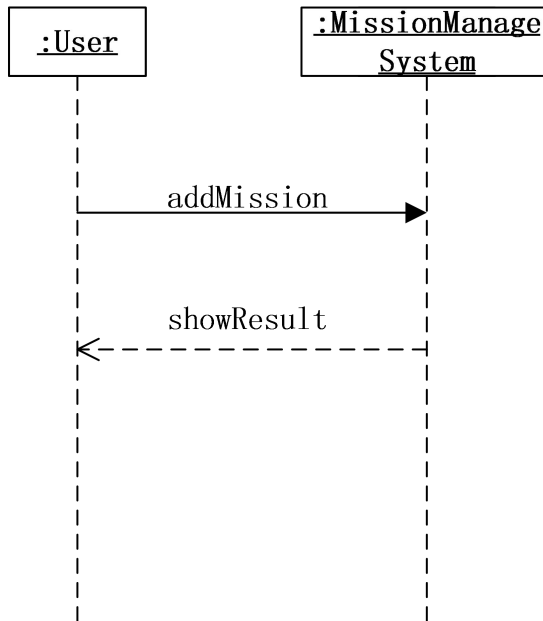 :User
:MissionManage
System
addMission
showResult